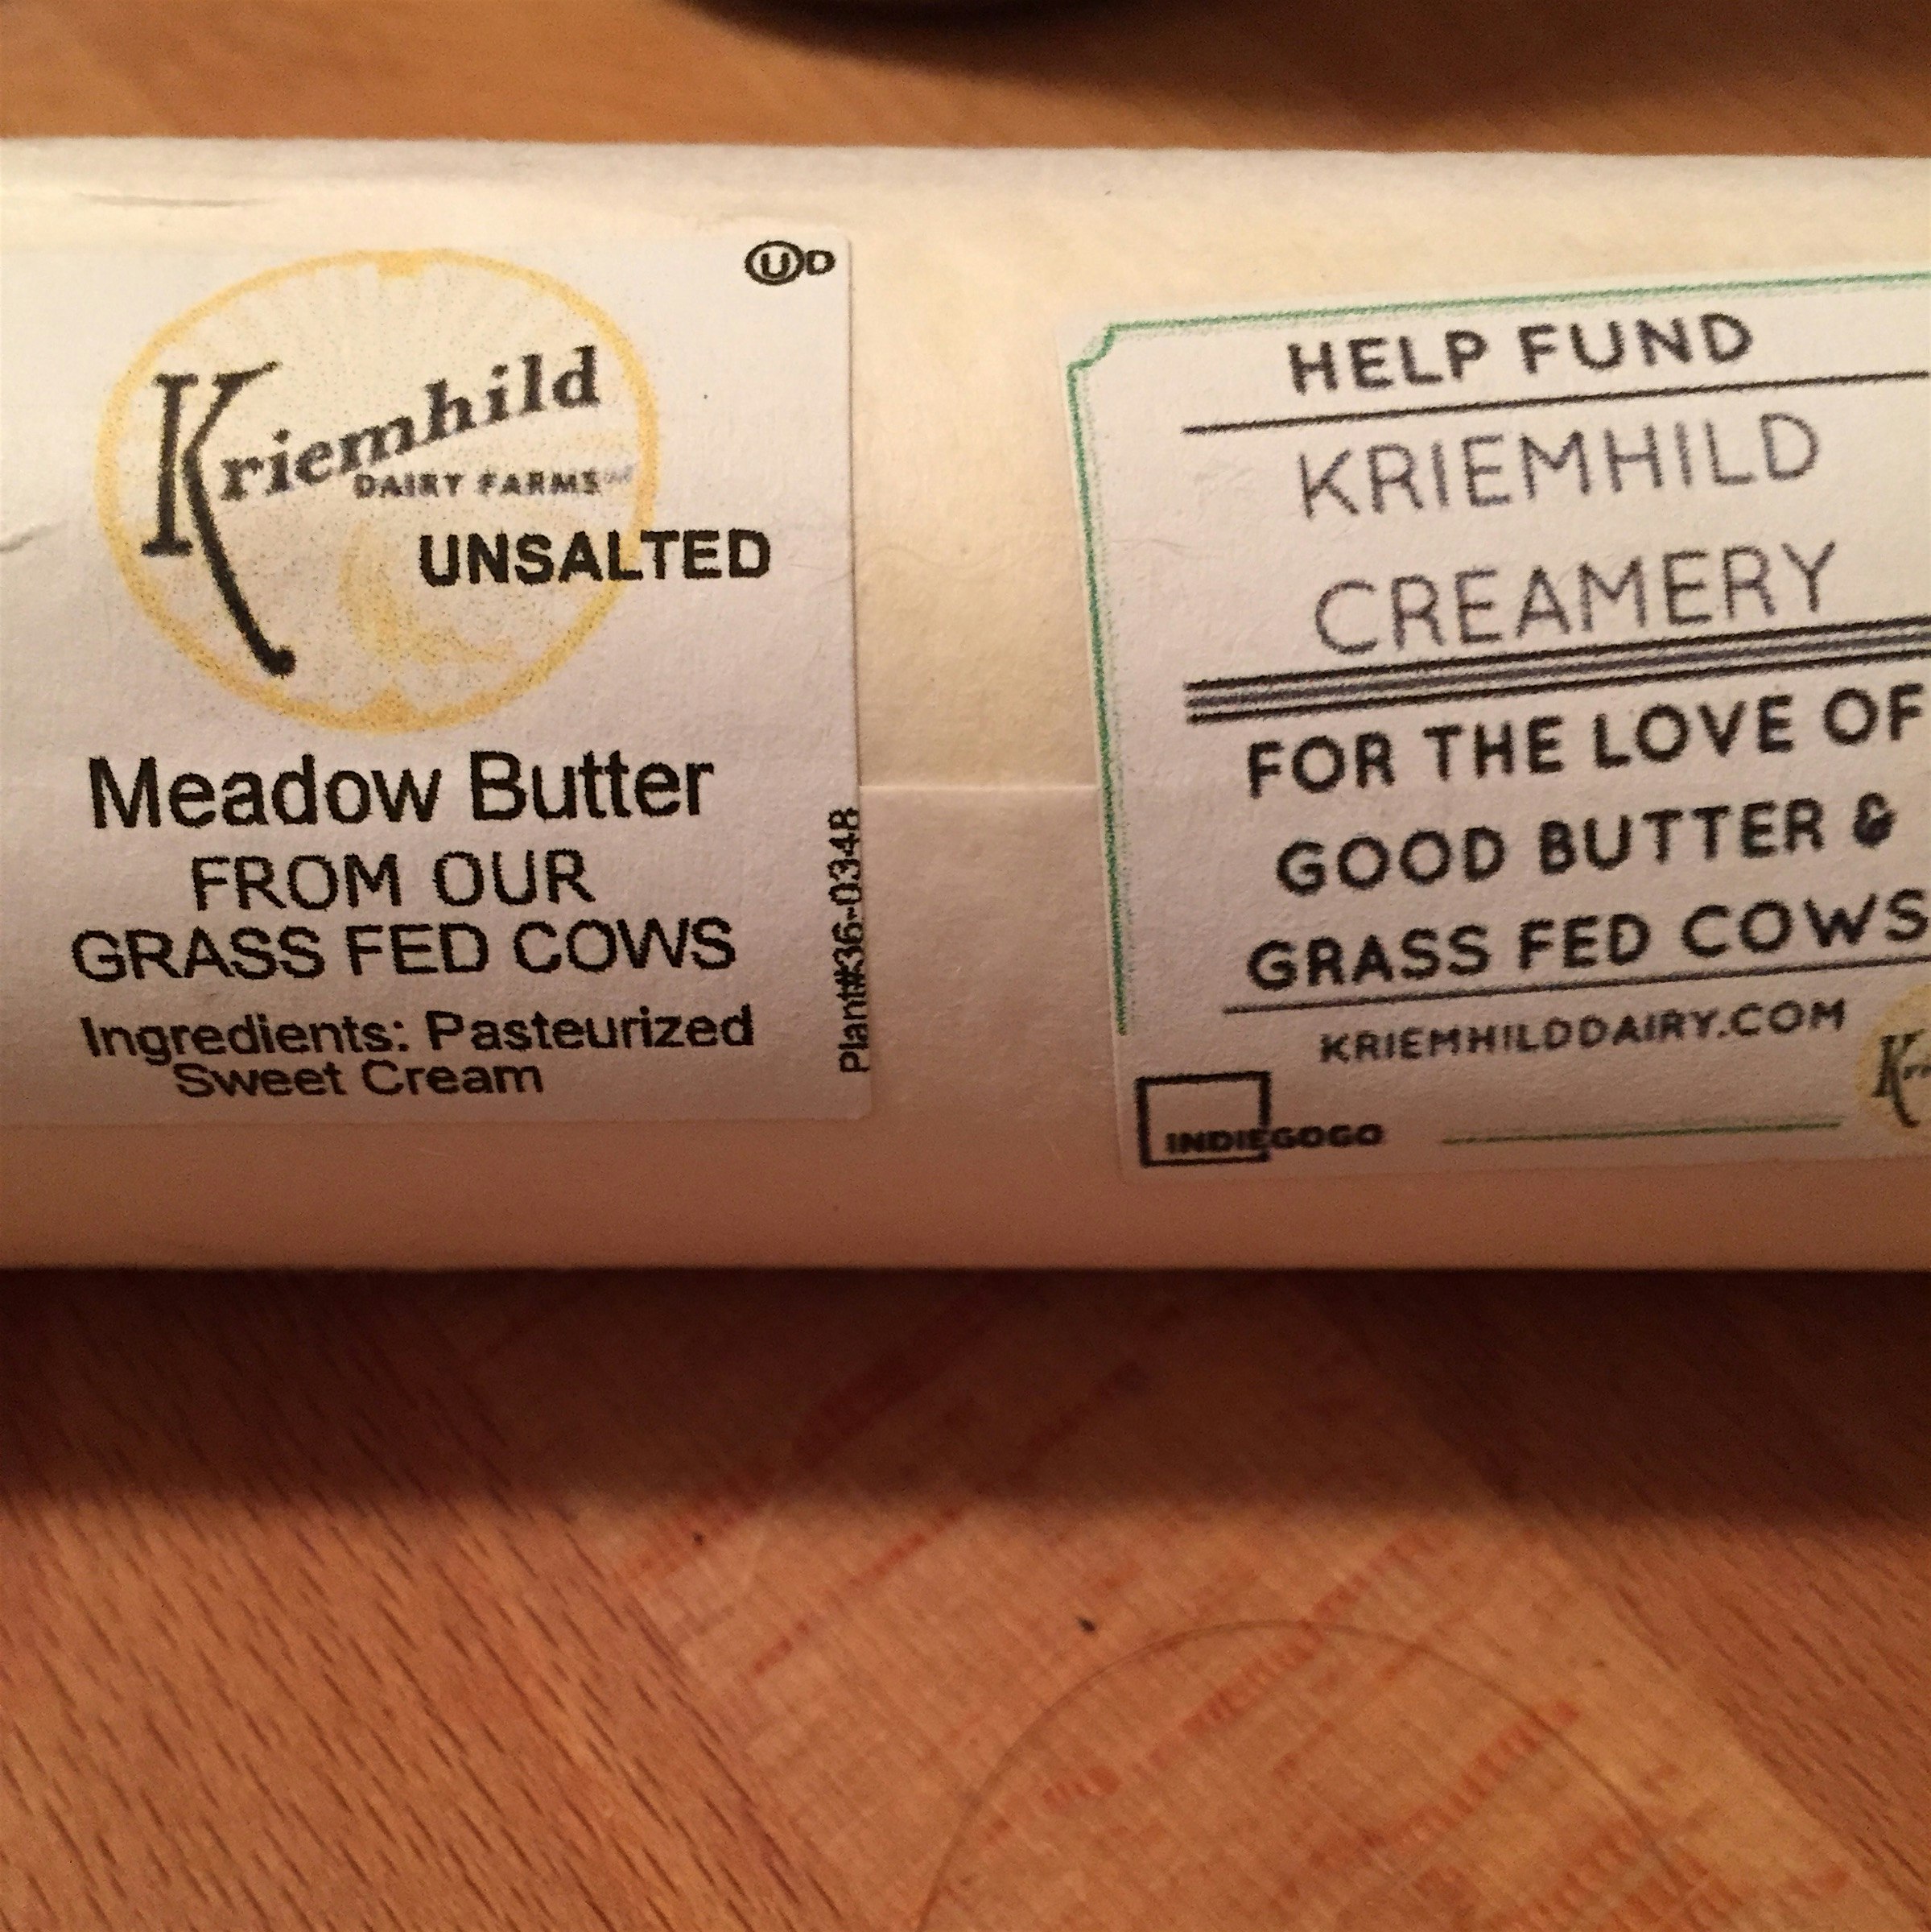 UD
Kriemhild
DAIRY FARMS
UNSALTED
Meadow Butter
FROM OUR
GRASS FED COWS
Ingredients: Pasteurized
Sweet Cream
Plant#36-0348
HELP FUND
KRIEMHILD
CREAMERY
FOR THE LOVE OF
GOOD BUTTER &
GRASS FED COWS
KRIEMHILDDAIRY.COM
INDIEGOGO